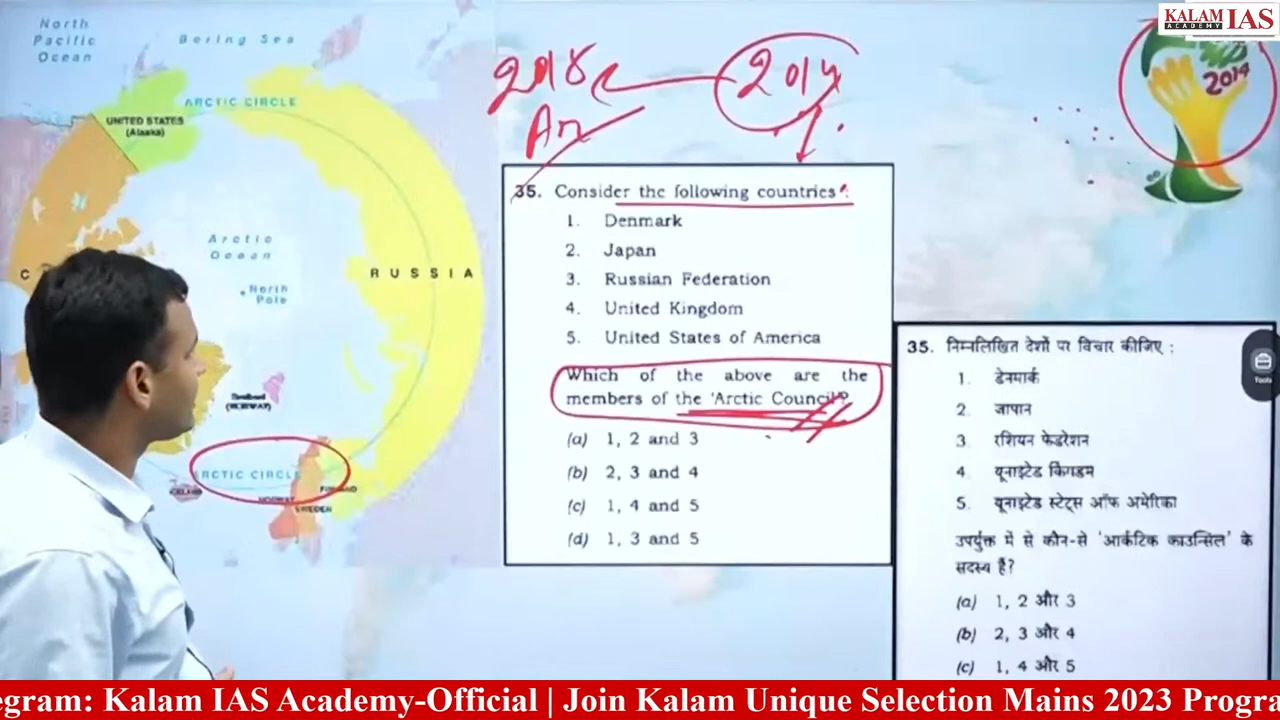 KALAM IAS
ACADEMY
North
Pacific
Ocean
Bering Sea
ARCTIC CIRCLE
UNITED STATES
(Alaska)
Arctic
Ocean
North
Pole
C
RUSSIA
Svalbard
(NORWAY)
ARCTIC CIRCLE
ICELAND
NORWAY
FINLAND
SWEDEN
2014
2014
35. Consider the following countries :
1. Denmark
2. Japan
3. Russian Federation
4. United Kingdom
5. United States of America
Which of the above are the
members of the 'Arctic Council'?
(a) 1, 2 and 3
(b) 2, 3 and 4
(c) 1, 4 and 5
(d) 1, 3 and 5
35. निम्नलिखित देशों पर विचार कीजिए :
1. डेनमार्क
2. जापान
3. रशियन फेडरेशन
4. यूनाइटेड किंगडम
5. यूनाइटेड स्टेट्स ऑफ अमेरिका
उपर्युक्त में से कौन-से 'आर्कटिक काउन्सिल' के
सदस्य हैं?
(a) 1, 2 और 3
(b) 2, 3 और 4
(c) 1, 4 और 5
Tools
egram: Kalam IAS Academy-Official | Join Kalam Unique Selection Mains 2023 Progra